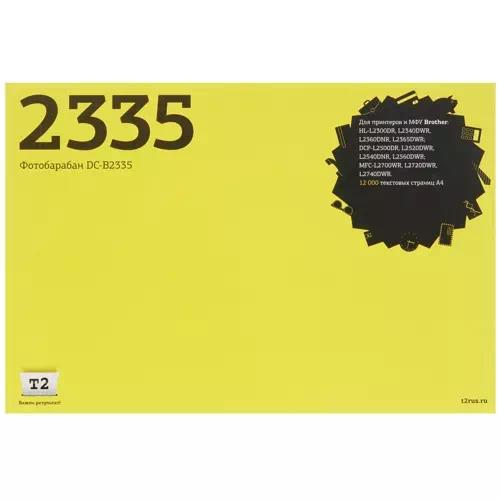 2335
Фотобарабан DC-B2335
Для принтеров и МФУ Brother:
HL-L2300DR, L2340DWR,
L2360DNR, L2365DWR;
DCP-L2500DR, L2520DWR,
L2540DNR, L2560DWR;
MFC-L2700WR, L2720DWR,
L2740DWR.
12 000 текстовых страниц А4
T2
Важен результат!
t2rus.ru